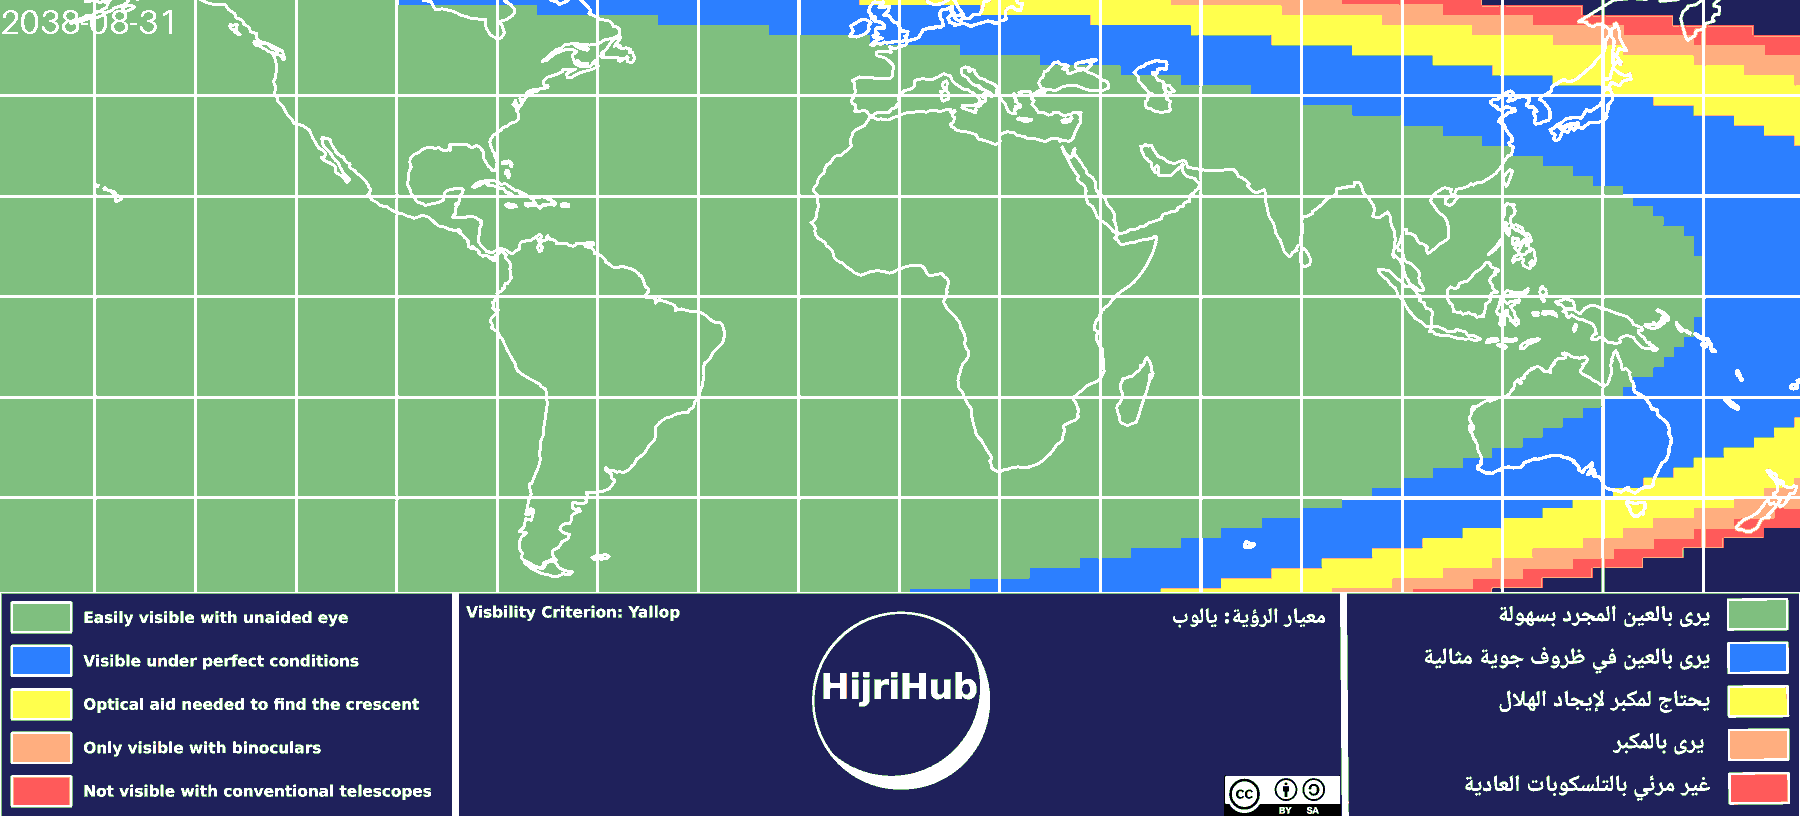 2038-08-31
Easily visible with unaided eye
Visible under perfect conditions
Optical aid needed to find the crescent
Only visible with binoculars
Not visible with conventional telescopes
Visbility Criterion: Yallop
معيار الرؤية: يالوب
HijriHub
cc
BY SA
يرى بالعين المجرد بسهولة
يرى بالعين في ظروف جوية مثالية
يحتاج لمكبر لإيجاد الهلال
يرى بالمكبر
غير مرئي بالتلسكوبات العادية